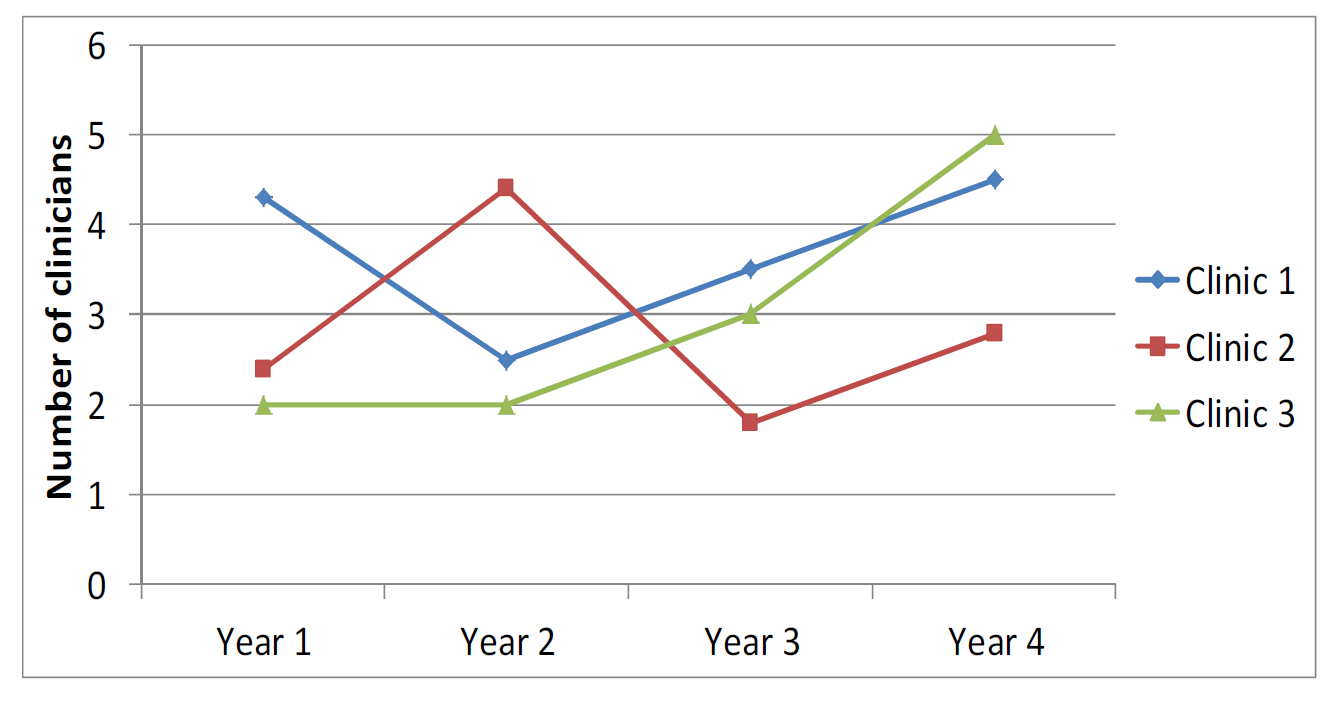 Number of clinicians
6
5
4
3
2
1
0
Year 1 Year 2 Year 3 Year 4
Clinic 1
Clinic 2
Clinic 3